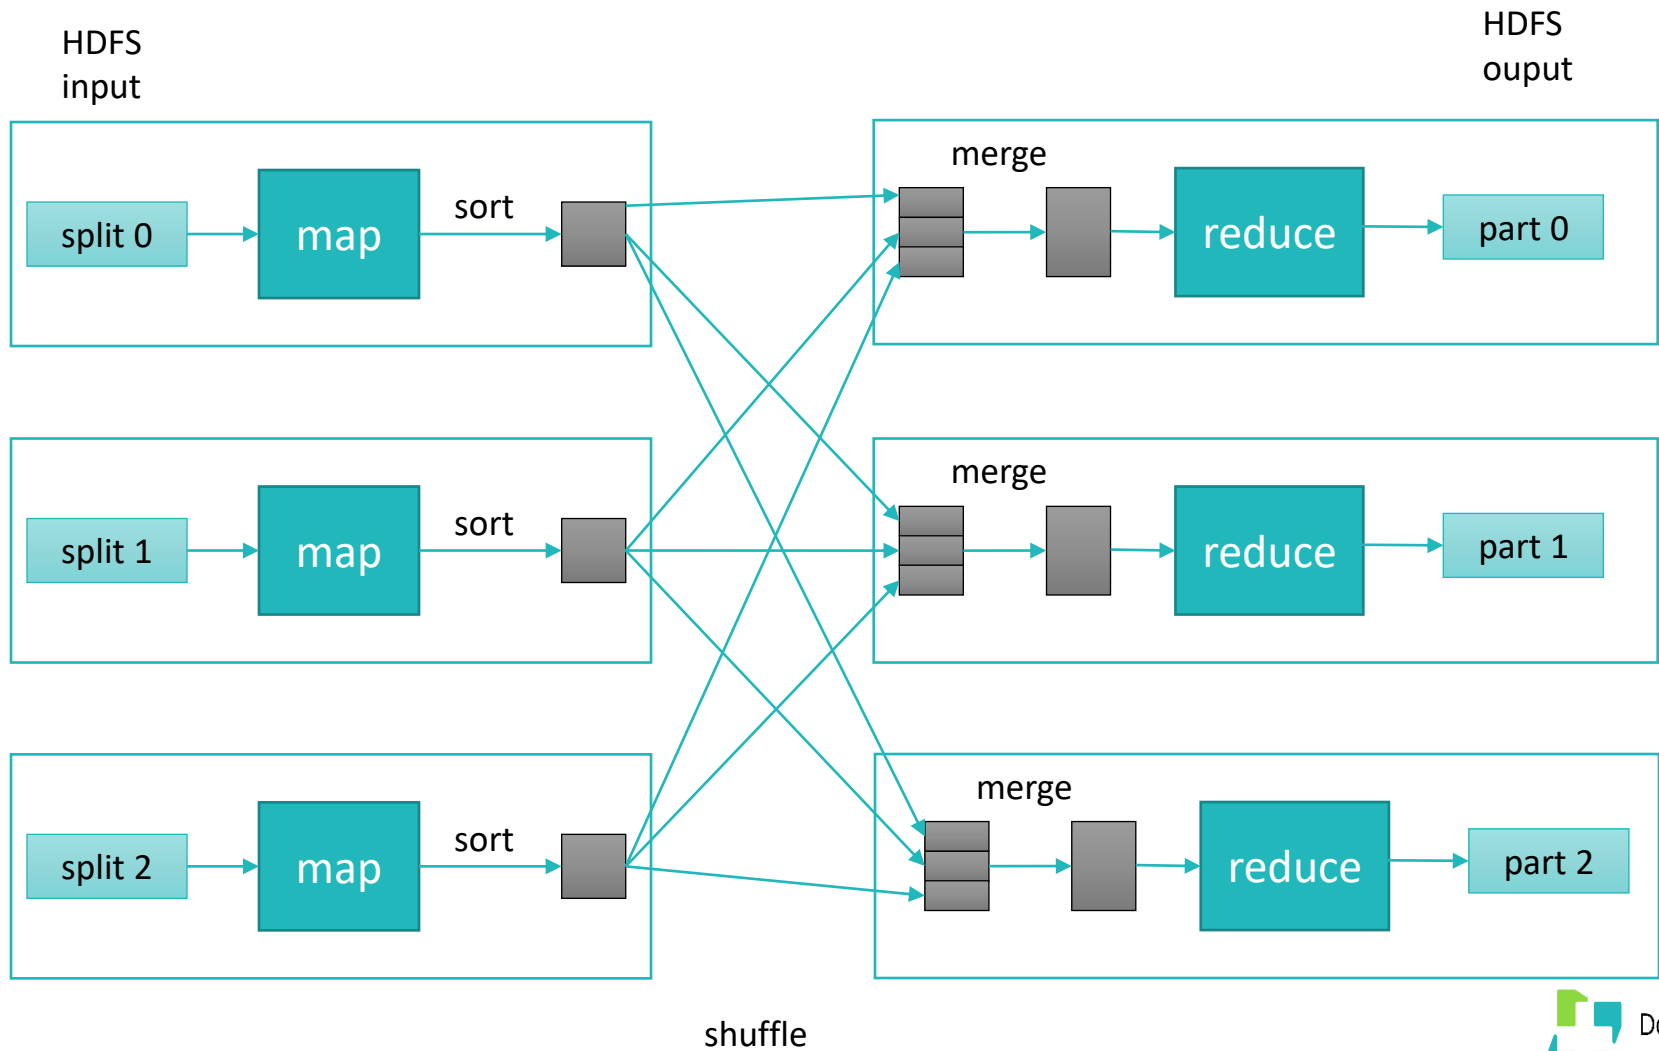 HDFS
input
HDFS
ouput
split 0
map
sort
merge
reduce
part 0
split 1
map
sort
merge
reduce
part 1
split 2
map
sort
merge
reduce
part 2
shuffle